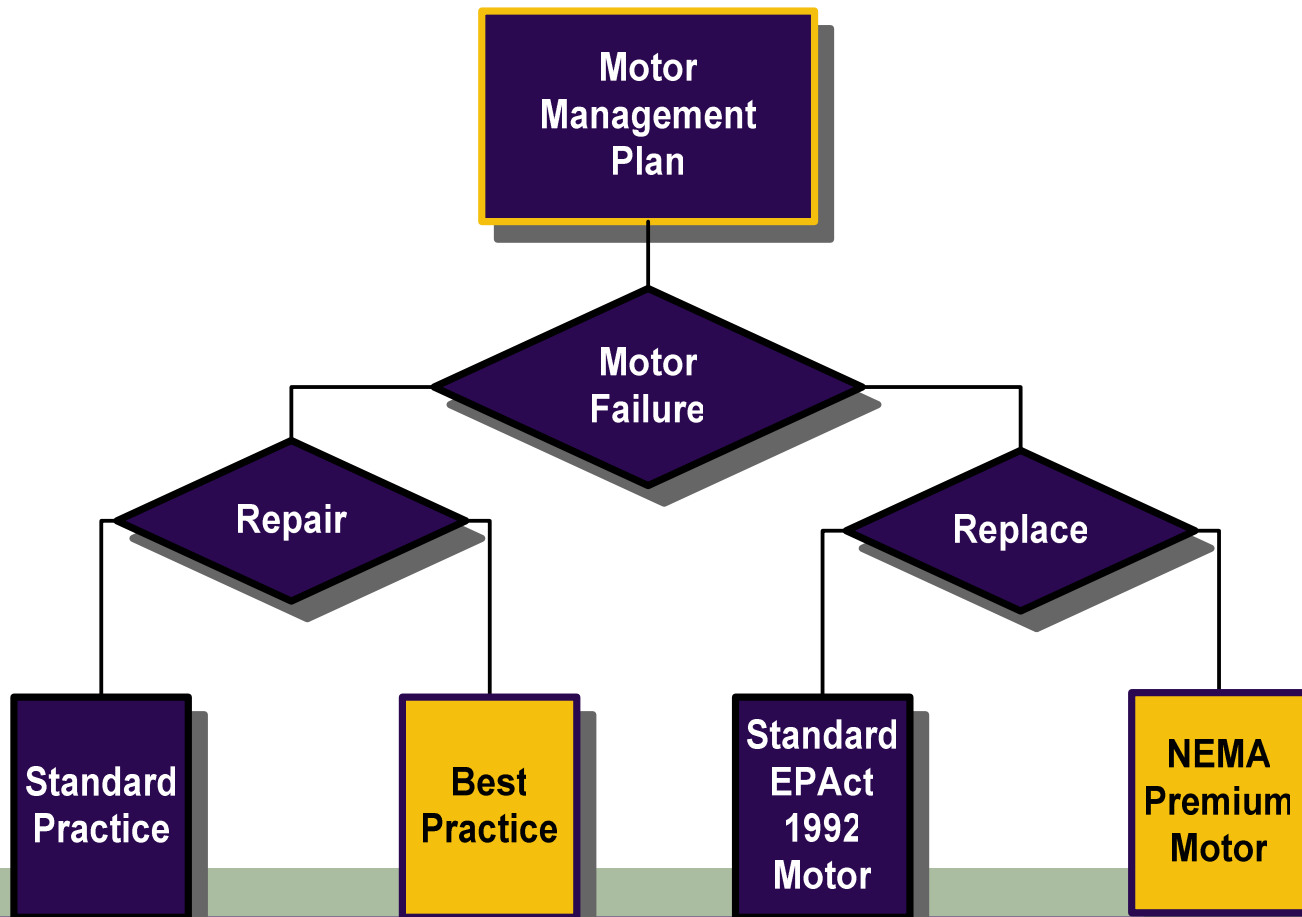 Motor
Management
Plan
Motor
Failure
Repair
Replace
Standard
Practice
Best
Practice
Standard
EPAct
1992
Motor
NEMA
Premium
Motor